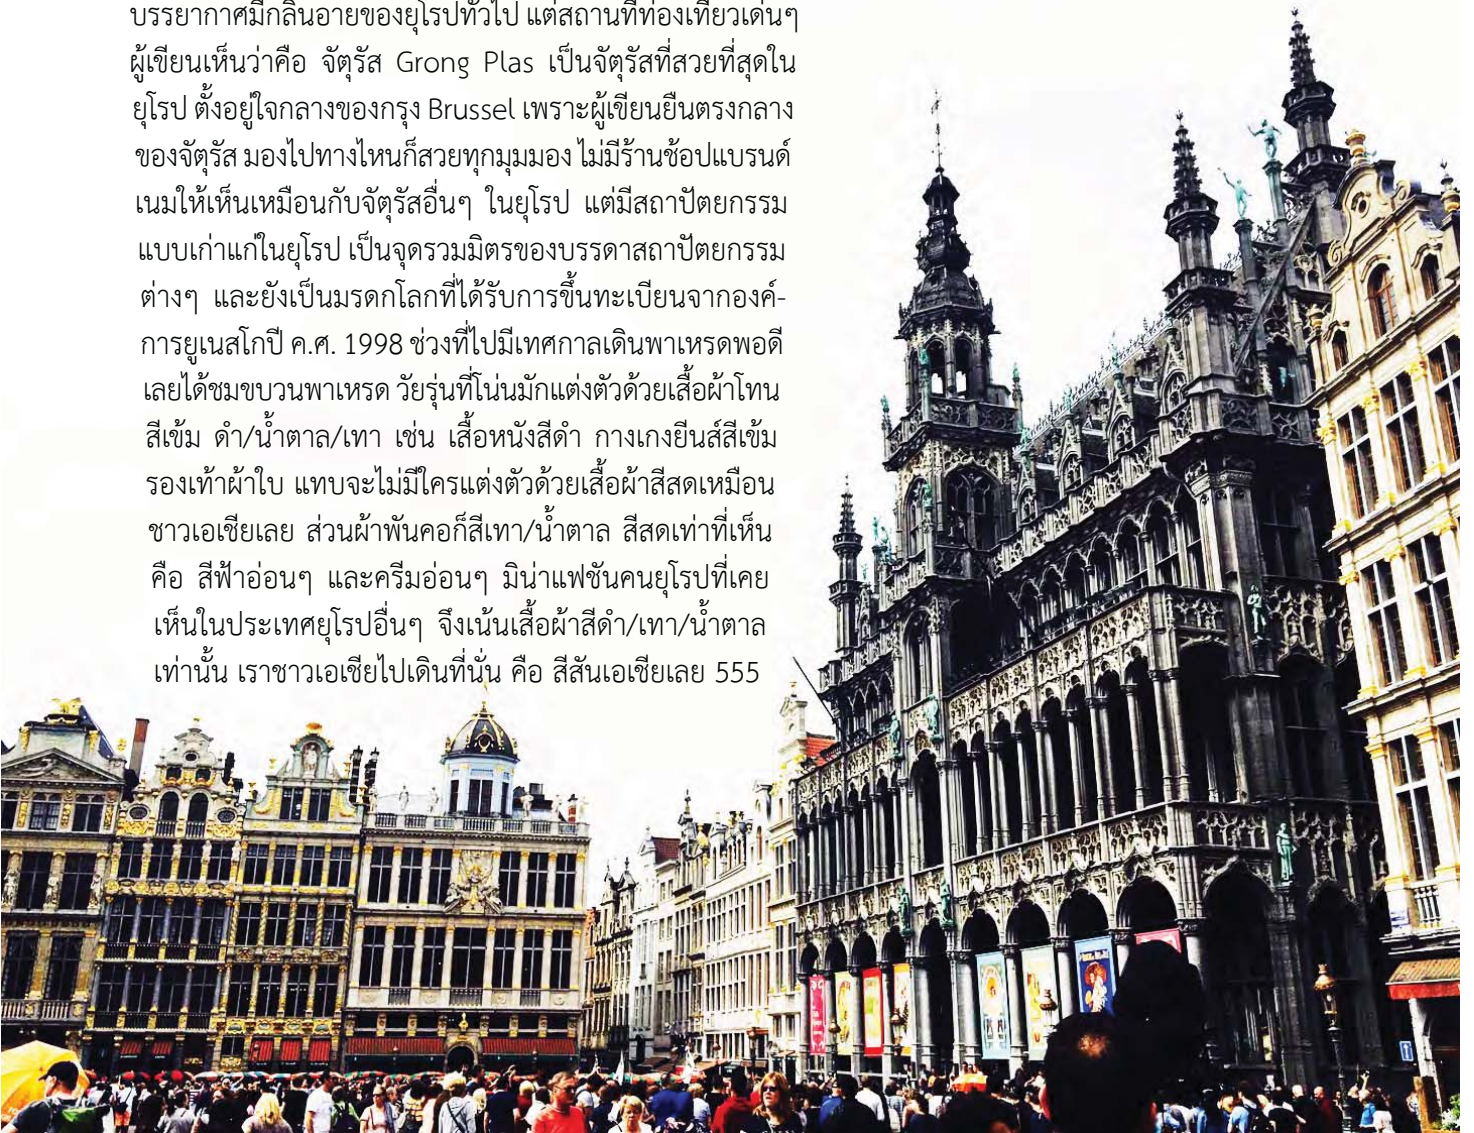 บรรยากาศมีกลิ่นอายของยุโรปทั่วไป แต่สถานที่ท่องเที่ยวเด่นๆ
ผู้เขียนเห็นว่าคือ จัตุรัส Grong Plas เป็นจัตุรัสที่สวยที่สุดใน
ยุโรป ตั้งอยู่ใจกลางของกรุง Brussel เพราะผู้เขียนยืนตรงกลาง
ของจัตุรัส มองไปทางไหนก็สวยทุกมุมมอง ไม่มีร้านช้อปแบรนด์
เนมให้เห็นเหมือนกับจัตุรัสอื่นๆ ในยุโรป แต่มีสถาปัตยกรรม
แบบเก่าแก่ในยุโรป เป็นจุดรวมมิตรของบรรดาสถาปัตยกรรม
ต่างๆ และยังเป็นมรดกโลกที่ได้รับการขึ้นทะเบียนจากองค์-
การยูเนสโกปี ค.ศ. 1998 ช่วงที่ไปมีเทศกาลเดินพาเหรดพอดี
เลยได้ชมขบวนพาเหรด วัยรุ่นที่โน่นมักแต่งตัวด้วยเสื้อผ้าโทน
สีเข้ม ดำ/น้ำตาล/เทา เช่น เสื้อหนังสีดำ กางเกงยีนส์สีเข้ม
รองเท้าผ้าใบ แทบจะไม่มีใครแต่งตัวด้วยเสื้อผ้าสีสดเหมือน
ชาวเอเชียเลย ส่วนผ้าพันคอก็สีเทา/น้ำตาล สีสดเท่าที่เห็น
คือ สีฟ้าอ่อนๆ และครีมอ่อนๆ มิน่าแฟชันคนยุโรปที่เคย
เห็นในประเทศยุโรปอื่นๆ จึงเน้นเสื้อผ้าสีดำ/เทา/น้ำตาล
เท่านั้น เราชาวเอเชียไปเดินที่นั่น คือ สีสันเอเชียเลย 555